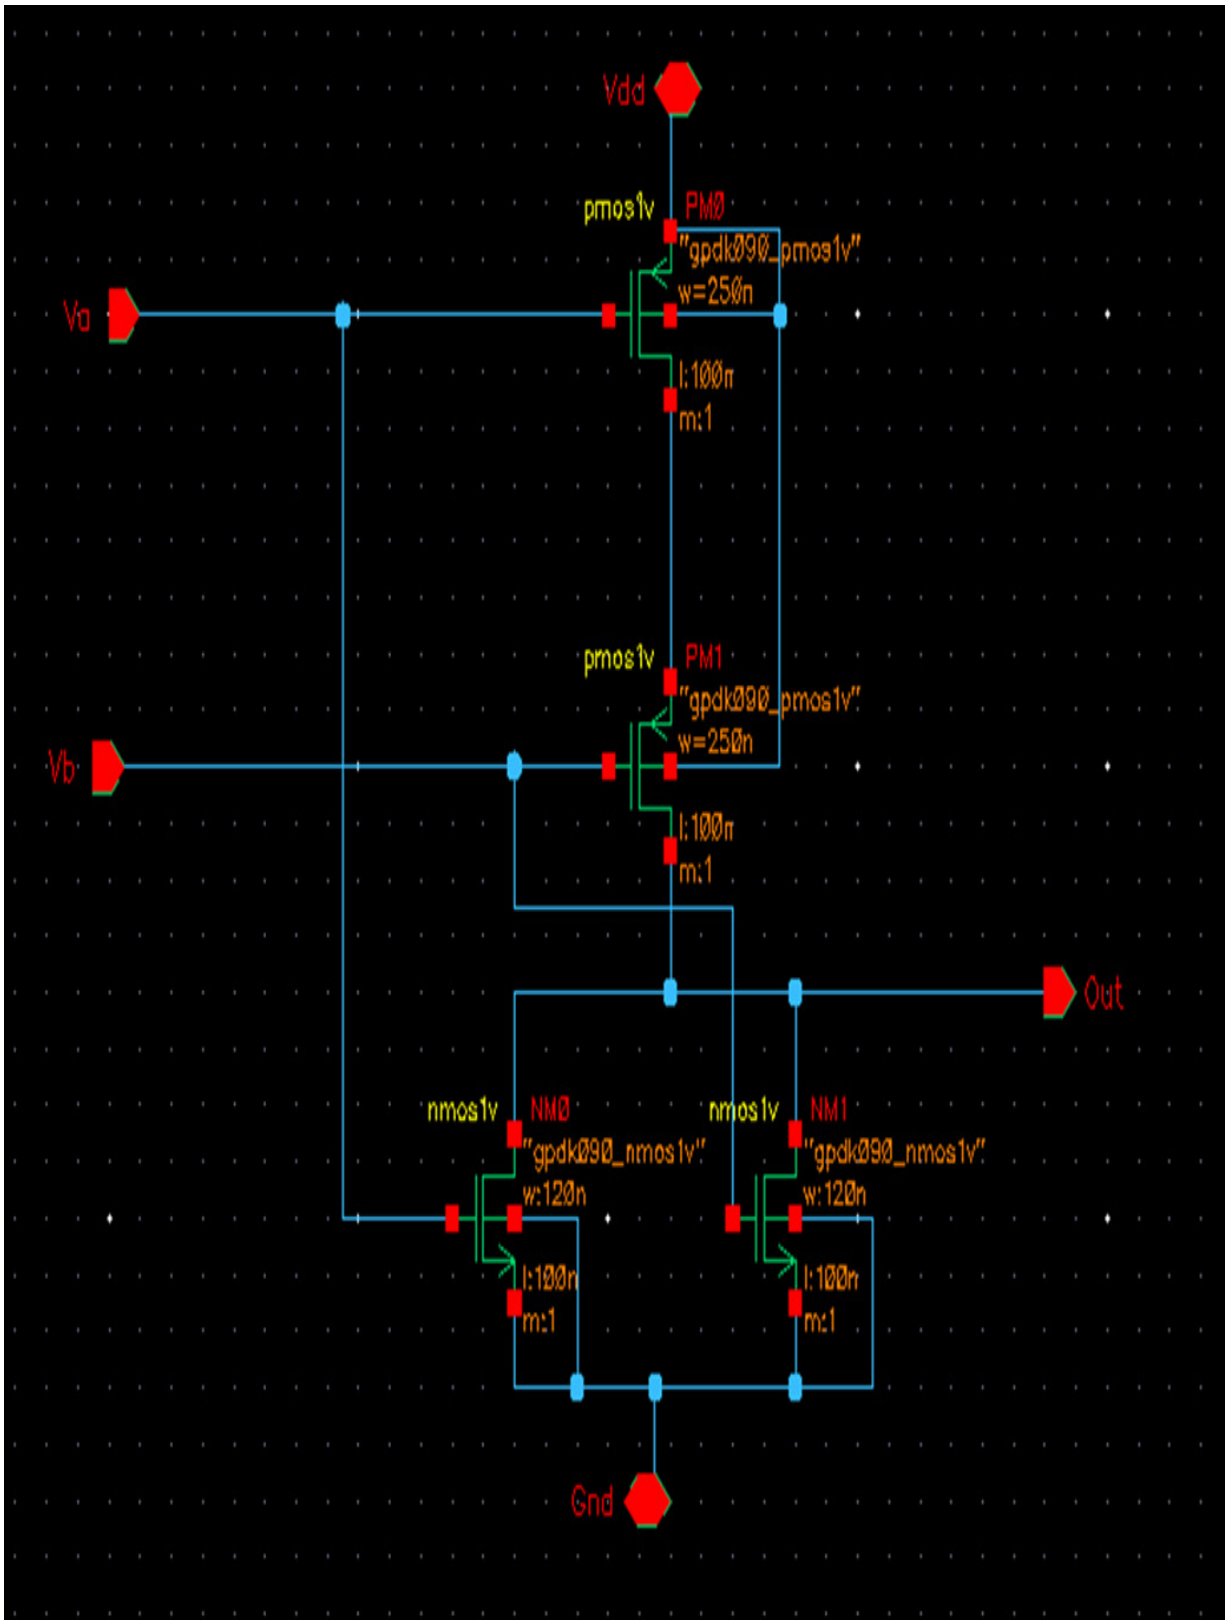 Vdd
pmos1v PM0
"gpdk090_pmos1v"
w=250n
Va
l:100n
m:1
pmos1v PM1
"gpdk090_pmos1v"
w=250n
Vb
l:100n
m:1
Out
nmos1v NM0
"gpdk090_nmos1v"
w:120n
l:100n
m:1
nmos1v NM1
"gpdk090_nmos1v"
w:120n
l:100n
m:1
Gnd